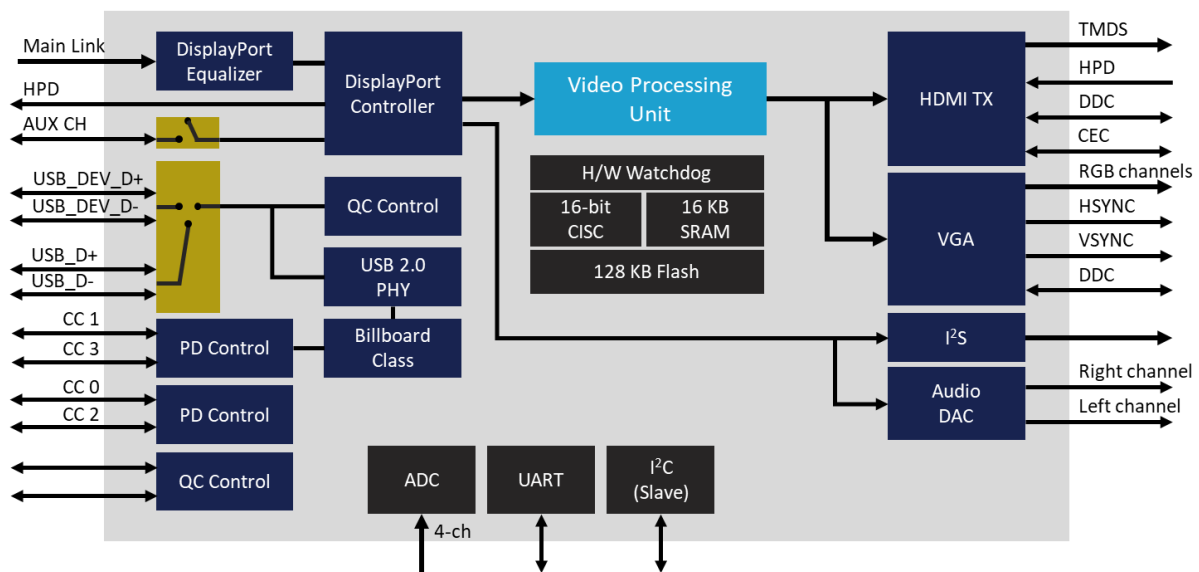 Main Link
HPD
AUX CH
USB_DEV_D+
USB_DEV_D-
USB_D+
USB_D-
CC 1
CC 3
CC 0
CC 2
DisplayPort
Equalizer
DisplayPort
Controller
QC Control
USB 2.0
PHY
Billboard
Class
PD Control
PD Control
QC Control
Video Processing
Unit
H/W Watchdog
16-bit
CISC
16 KB
SRAM
128 KB Flash
ADC
UART
I²C
(Slave)
4-ch
HDMI TX
VGA
I²S
Audio
DAC
TMDS
HPD
DDC
CEC
RGB channels
HSYNC
VSYNC
DDC
Right channel
Left channel